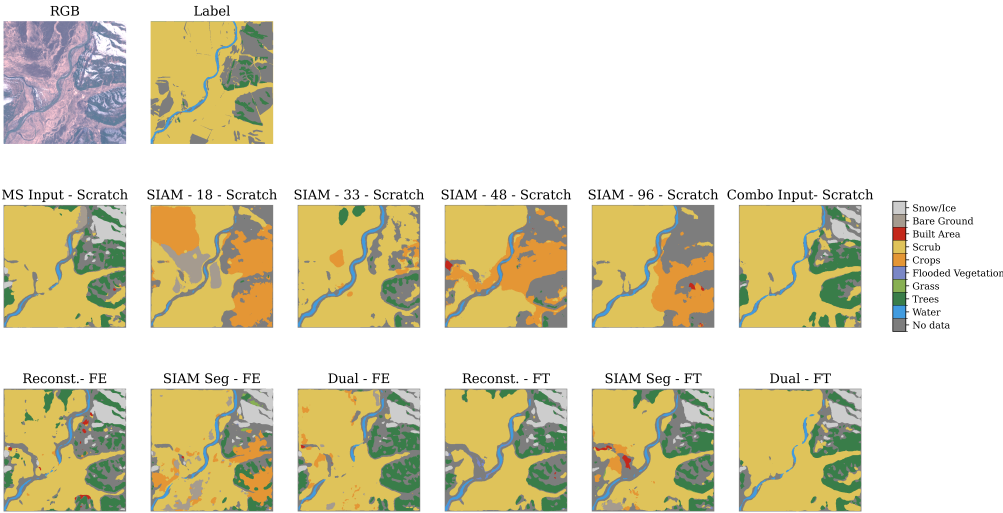 RGB
Label
MS Input - Scratch
SIAM - 18 - Scratch
SIAM - 33 - Scratch
SIAM - 48 - Scratch
SIAM - 96 - Scratch
Combo Input- Scratch
Snow/Ice
Bare Ground
Built Area
Scrub
Crops
Flooded Vegetation
Grass
Trees
Water
No data
Reconst.- FE
SIAM Seg - FE
Dual - FE
Reconst. - FT
SIAM Seg - FT
Dual - FT